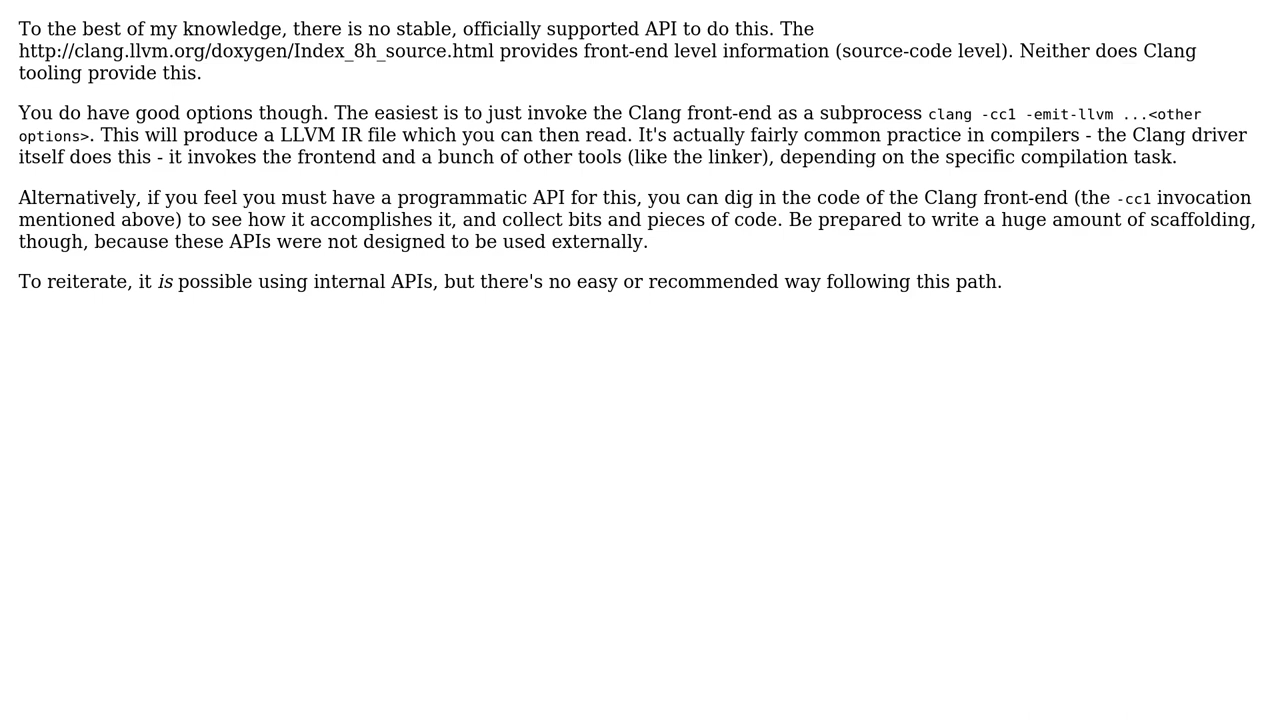 To the best of my knowledge, there is no stable, officially supported API to do this. The
http://clang.llvm.org/doxygen/Index_8h_source.html provides front-end level information (source-code level). Neither does Clang
tooling provide this.
You do have good options though. The easiest is to just invoke the Clang front-end as a subprocess clang -cc1 -emit-llvm ...<other
options>. This will produce a LLVM IR file which you can then read. It's actually fairly common practice in compilers - the Clang driver
itself does this - it invokes the frontend and a bunch of other tools (like the linker), depending on the specific compilation task.
Alternatively, if you feel you must have a programmatic API for this, you can dig in the code of the Clang front-end (the -cc1 invocation
mentioned above) to see how it accomplishes it, and collect bits and pieces of code. Be prepared to write a huge amount of scaffolding,
though, because these APIs were not designed to be used externally.
To reiterate, it is possible using internal APIs, but there's no easy or recommended way following this path.